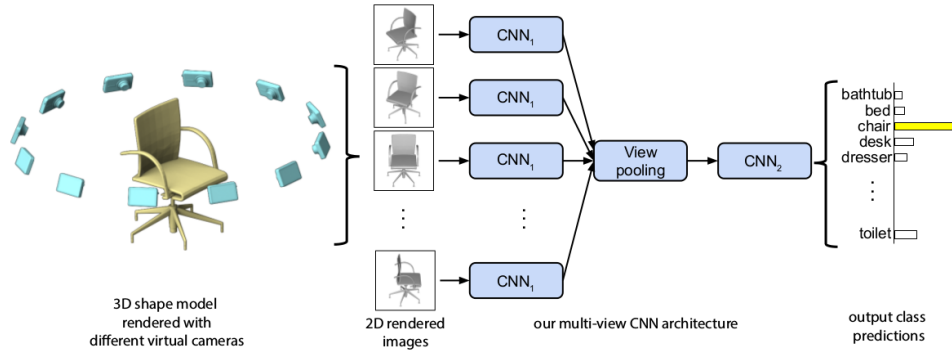 CNN₁
CNN₁
CNN₁
CNN₁
View
pooling
CNN₂
bathtub
bed
chair
desk
dresser
toilet
3D shape model
rendered with
different virtual cameras
2D rendered
images
our multi-view CNN architecture
output class
predictions